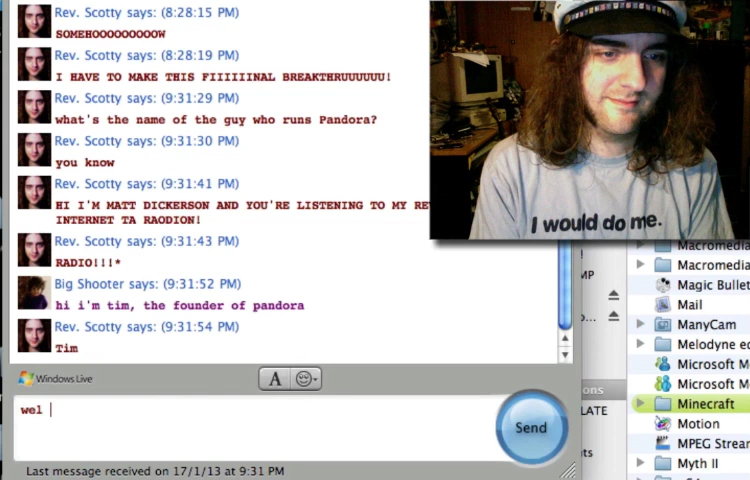 Rev. Scotty says: (8:28:15 PM)
SOMEHOOOOOOOOOW
Rev. Scotty says: (8:28:19 PM)
I HAVE TO MAKE THIS FIIIIIINAL BREAKTHRUUUUUU!
Rev. Scotty says: (9:31:29 PM)
what's the name of the guy who runs Pandora?
Rev. Scotty says: (9:31:30 PM)
you know
Rev. Scotty says: (9:31:41 PM)
HI I'M MATT DICKERSON AND YOU'RE LISTENING TO MY
INTERNET TA RAODION!
Rev. Scotty says: (9:31:43 PM)
RADIO!!!*
Big Shooter says: (9:31:52 PM)
hi i'm tim, the founder of pandora
Rev. Scotty says: (9:31:54 PM)
Tim
Windows Live
A
wel
Send
Last message received on 17/1/13 at 9:31 PM
I would do me.
Macromedia
Macromedia
Magic Bullet
Mail
ManyCam
Melodyne ed
Microsoft M
Microsoft M
Minecraft
Motion
MPEG Stream
Myth II
MP
o...
ons
LATE
ts